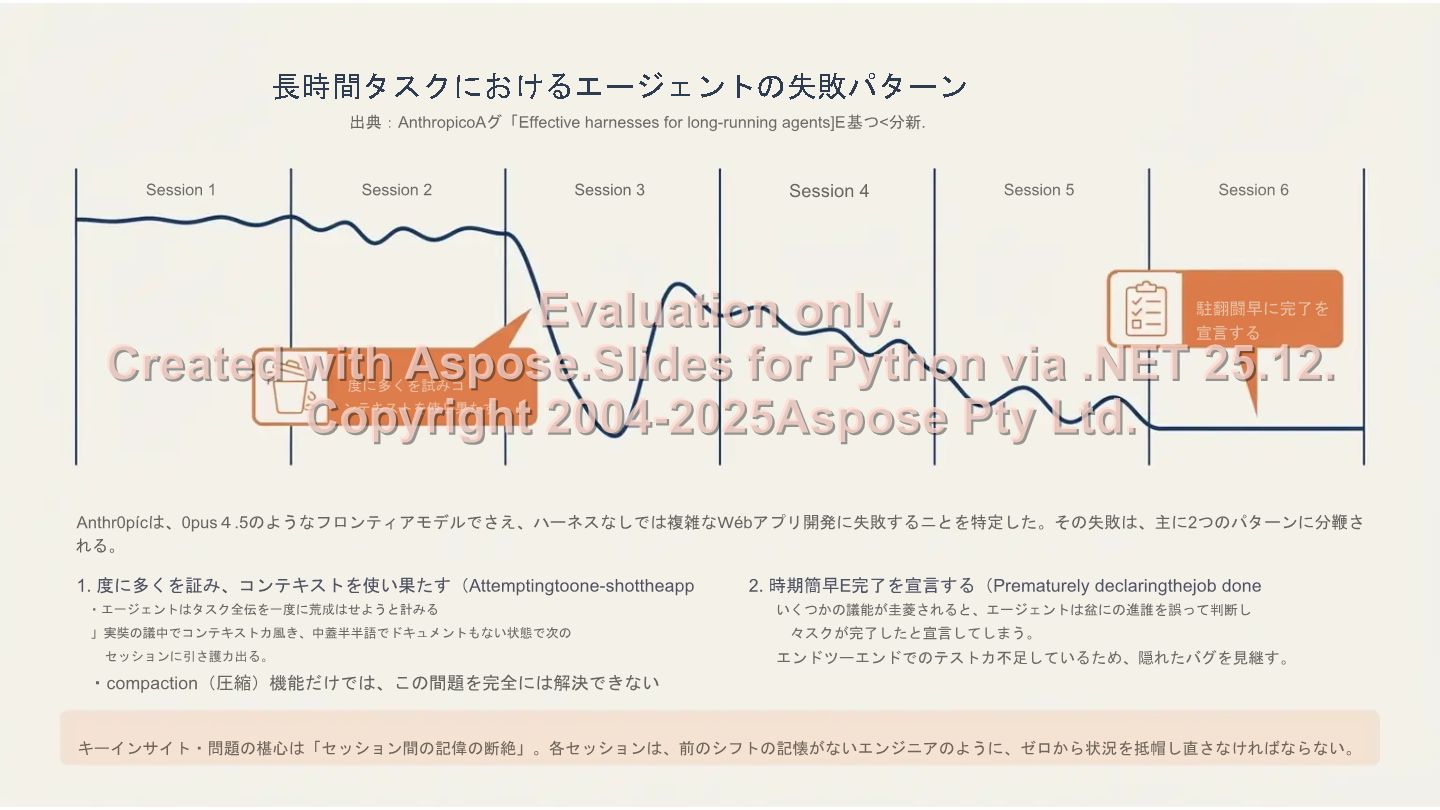 長時間タスクにおけるエージェントの失敗パターン
出典：AnthropicoAグ「Effective harnesses for long-running agents]E基つ<分新.
Session 1
Session 2
Session 3
Session 4
Session 5
Session 6
駐翻闘早に完了を
宣言する
Evaluation only.
Created with Aspose.Slides for Python via .NET 25.12.
Copyright 2004-2025Aspose Pty Ltd.
度に多くを試みコ
Anthr0pícは、0pus４.5のようなフロンティアモデルでさえ、ハーネスなしでは複雑なWébアプリ開発に失敗するニとを特定した。その失敗は、主に2つのパターンに分鞭さ
れる。
1. 度に多くを証み、コンテキストを使い果たす（Attemptingtoone-shottheapp
・エージェントはタスク全伝を一度に荒成はせようと計みる
」実奘の議中でコンテキストカ風き、中蓋半半語でドキュメントもない状態で次の
セッションに引き護力出る。
・compaction（圧縮）機能だけでは、この間題を完全には解決できない
2. 時期簡早E完了を宣言する（Prematurely declaringthejob done
いくつかの議能が圭菱されると、エージェントは盆にの進誰を誤って判断し
々スクが完了したと宣言してしまう。
エンドツーエンドでのテストカ不足しているため、隠れたバグを見継す。
キーインサイト・問題の椹心は「セッション間の記偉の断絶」。各セッションは、前のシフトの記懐がないエンジニアのように、ゼロから状況を抵帽し直さなければならない。